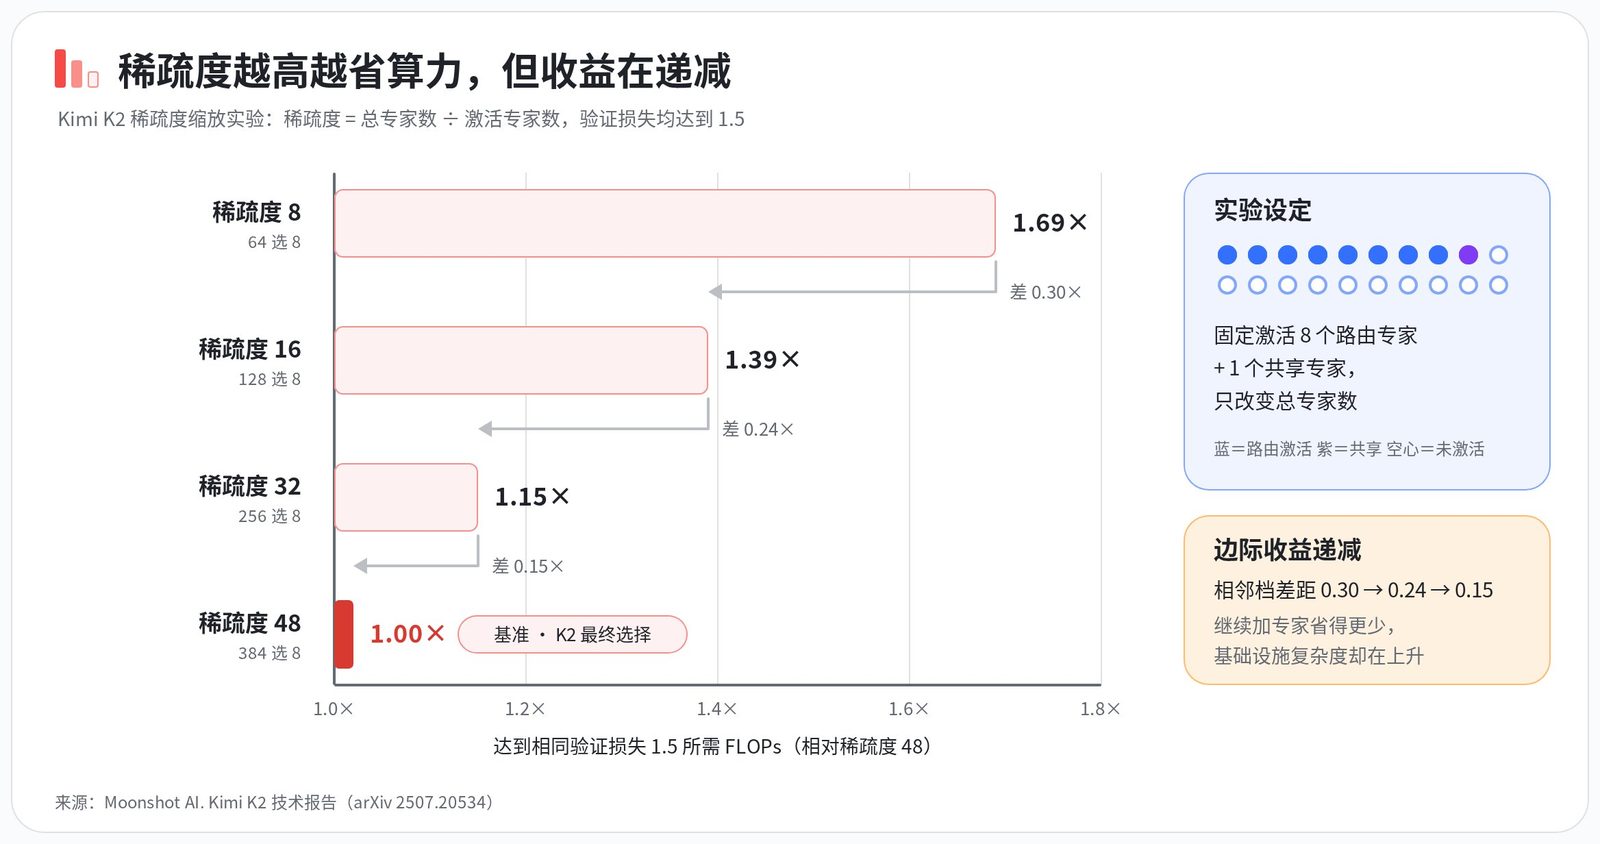 稀疏度越高越省算力，但收益在递减
Kimi K2 稀疏度缩放实验：稀疏度 = 总专家数 ÷ 激活专家数，验证损失均达到 1.5
稀疏度 8
64 选 8
1.69×
差 0.30×
稀疏度 16
128 选 8
1.39×
差 0.24×
稀疏度 32
256 选 8
1.15×
差 0.15×
稀疏度 48
384 选 8
1.00×
基准 · K2 最终选择
1.0× 1.2× 1.4× 1.6× 1.8×
达到相同验证损失 1.5 所需 FLOPs（相对稀疏度 48）
实验设定
固定激活 8 个路由专家
+ 1 个共享专家，
只改变总专家数
蓝＝路由激活 紫＝共享 空心＝未激活
边际收益递减
相邻档差距 0.30 → 0.24 → 0.15
继续加专家省得更少，
基础设施复杂度却在上升
来源：Moonshot AI. Kimi K2 技术报告（arXiv 2507.20534）